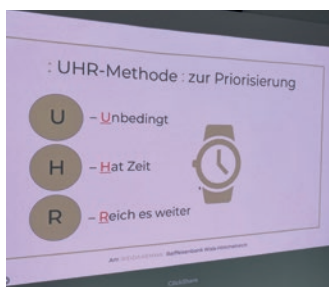 : UHR-Methode : zur Priorisierung
U – Unbedingt
H – Hat Zeit
R – Reich es weiter